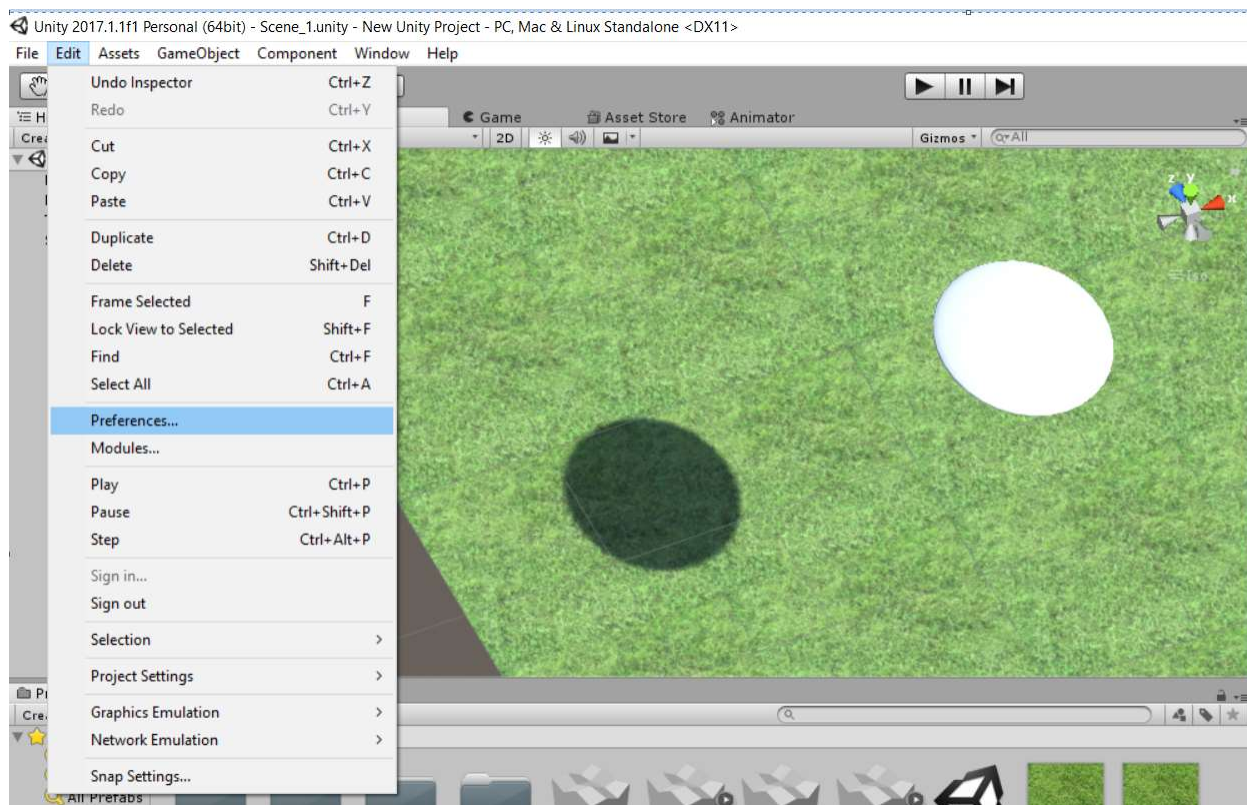 Unity 2017.1.1f1 Personal (64bit) - Scene_1.unity - New Unity Project - PC, Mac & Linux Standalone <DX11>
File Edit Assets GameObject Component Window Help
Undo Inspector Ctrl+Z
Redo Ctrl+Y
Game Asset Store Animator
2D Gizmos All
Cut Ctrl+X
Copy Ctrl+C
Paste Ctrl+V
Duplicate Ctrl+D
Delete Shift+Del
Frame Selected F
Lock View to Selected Shift+F
Find Ctrl+F
Select All Ctrl+A
Preferences...
Modules...
Play Ctrl+P
Pause Ctrl+Shift+P
Step Ctrl+Alt+P
Sign in...
Sign out
Selection
Project Settings
Graphics Emulation
Network Emulation
Snap Settings...
All Prefabs
z y x
Iso